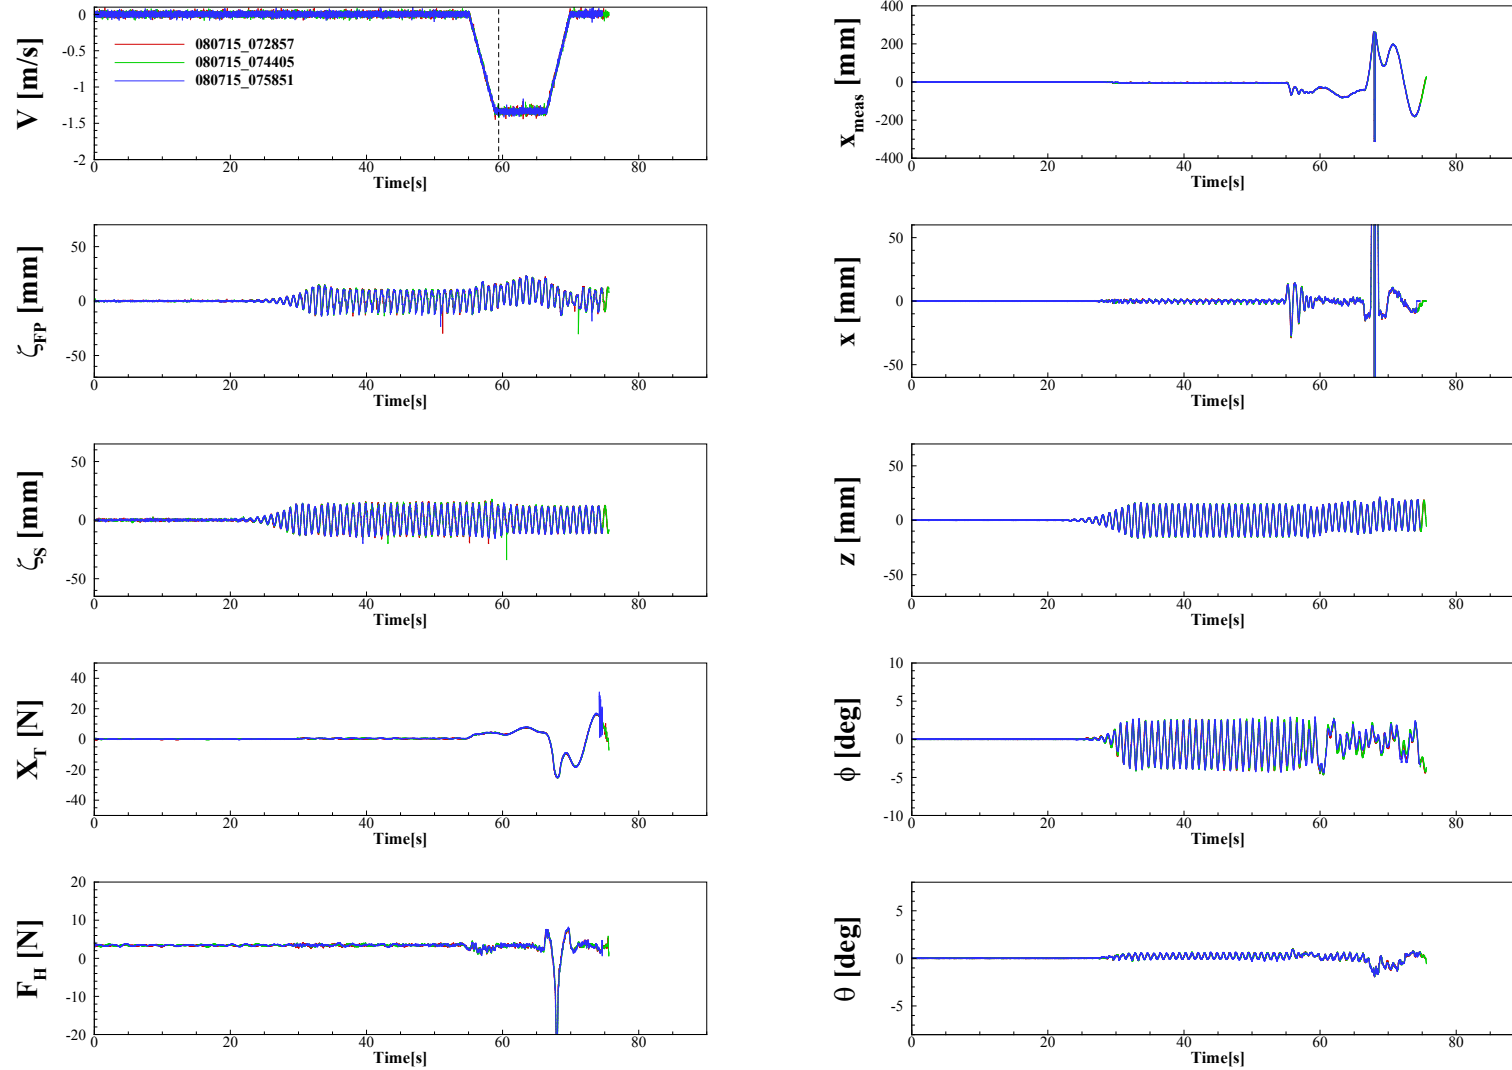 V [m/s]
0
-0.5
-1
-1.5
-2
080715_072857
080715_074405
080715_075851
0 20 40 60 80
Time[s]
x_meas [mm]
400
200
0
-200
-400
0 20 40 60 80
Time[s]
ζ_FP [mm]
50
0
-50
0 20 40 60 80
Time[s]
x [mm]
50
0
-50
0 20 40 60 80
Time[s]
ζ_S [mm]
50
0
-50
0 20 40 60 80
Time[s]
z [mm]
50
0
-50
0 20 40 60 80
Time[s]
X_T [N]
40
20
0
-20
-40
0 20 40 60 80
Time[s]
ϕ [deg]
10
5
0
-5
-10
0 20 40 60 80
Time[s]
F_H [N]
20
10
0
-10
-20
0 20 40 60 80
Time[s]
θ [deg]
5
0
-5
0 20 40 60 80
Time[s]